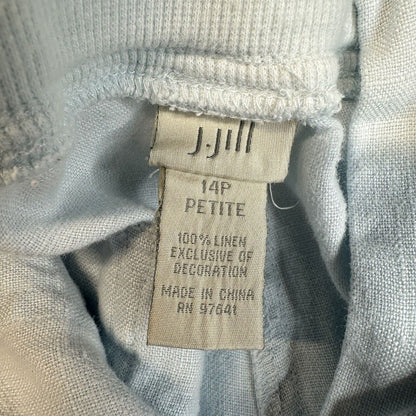 J.Jill
14P
PETITE
100% LINEN
EXCLUSIVE OF
DECORATION
MADE IN CHINA
RN 97641